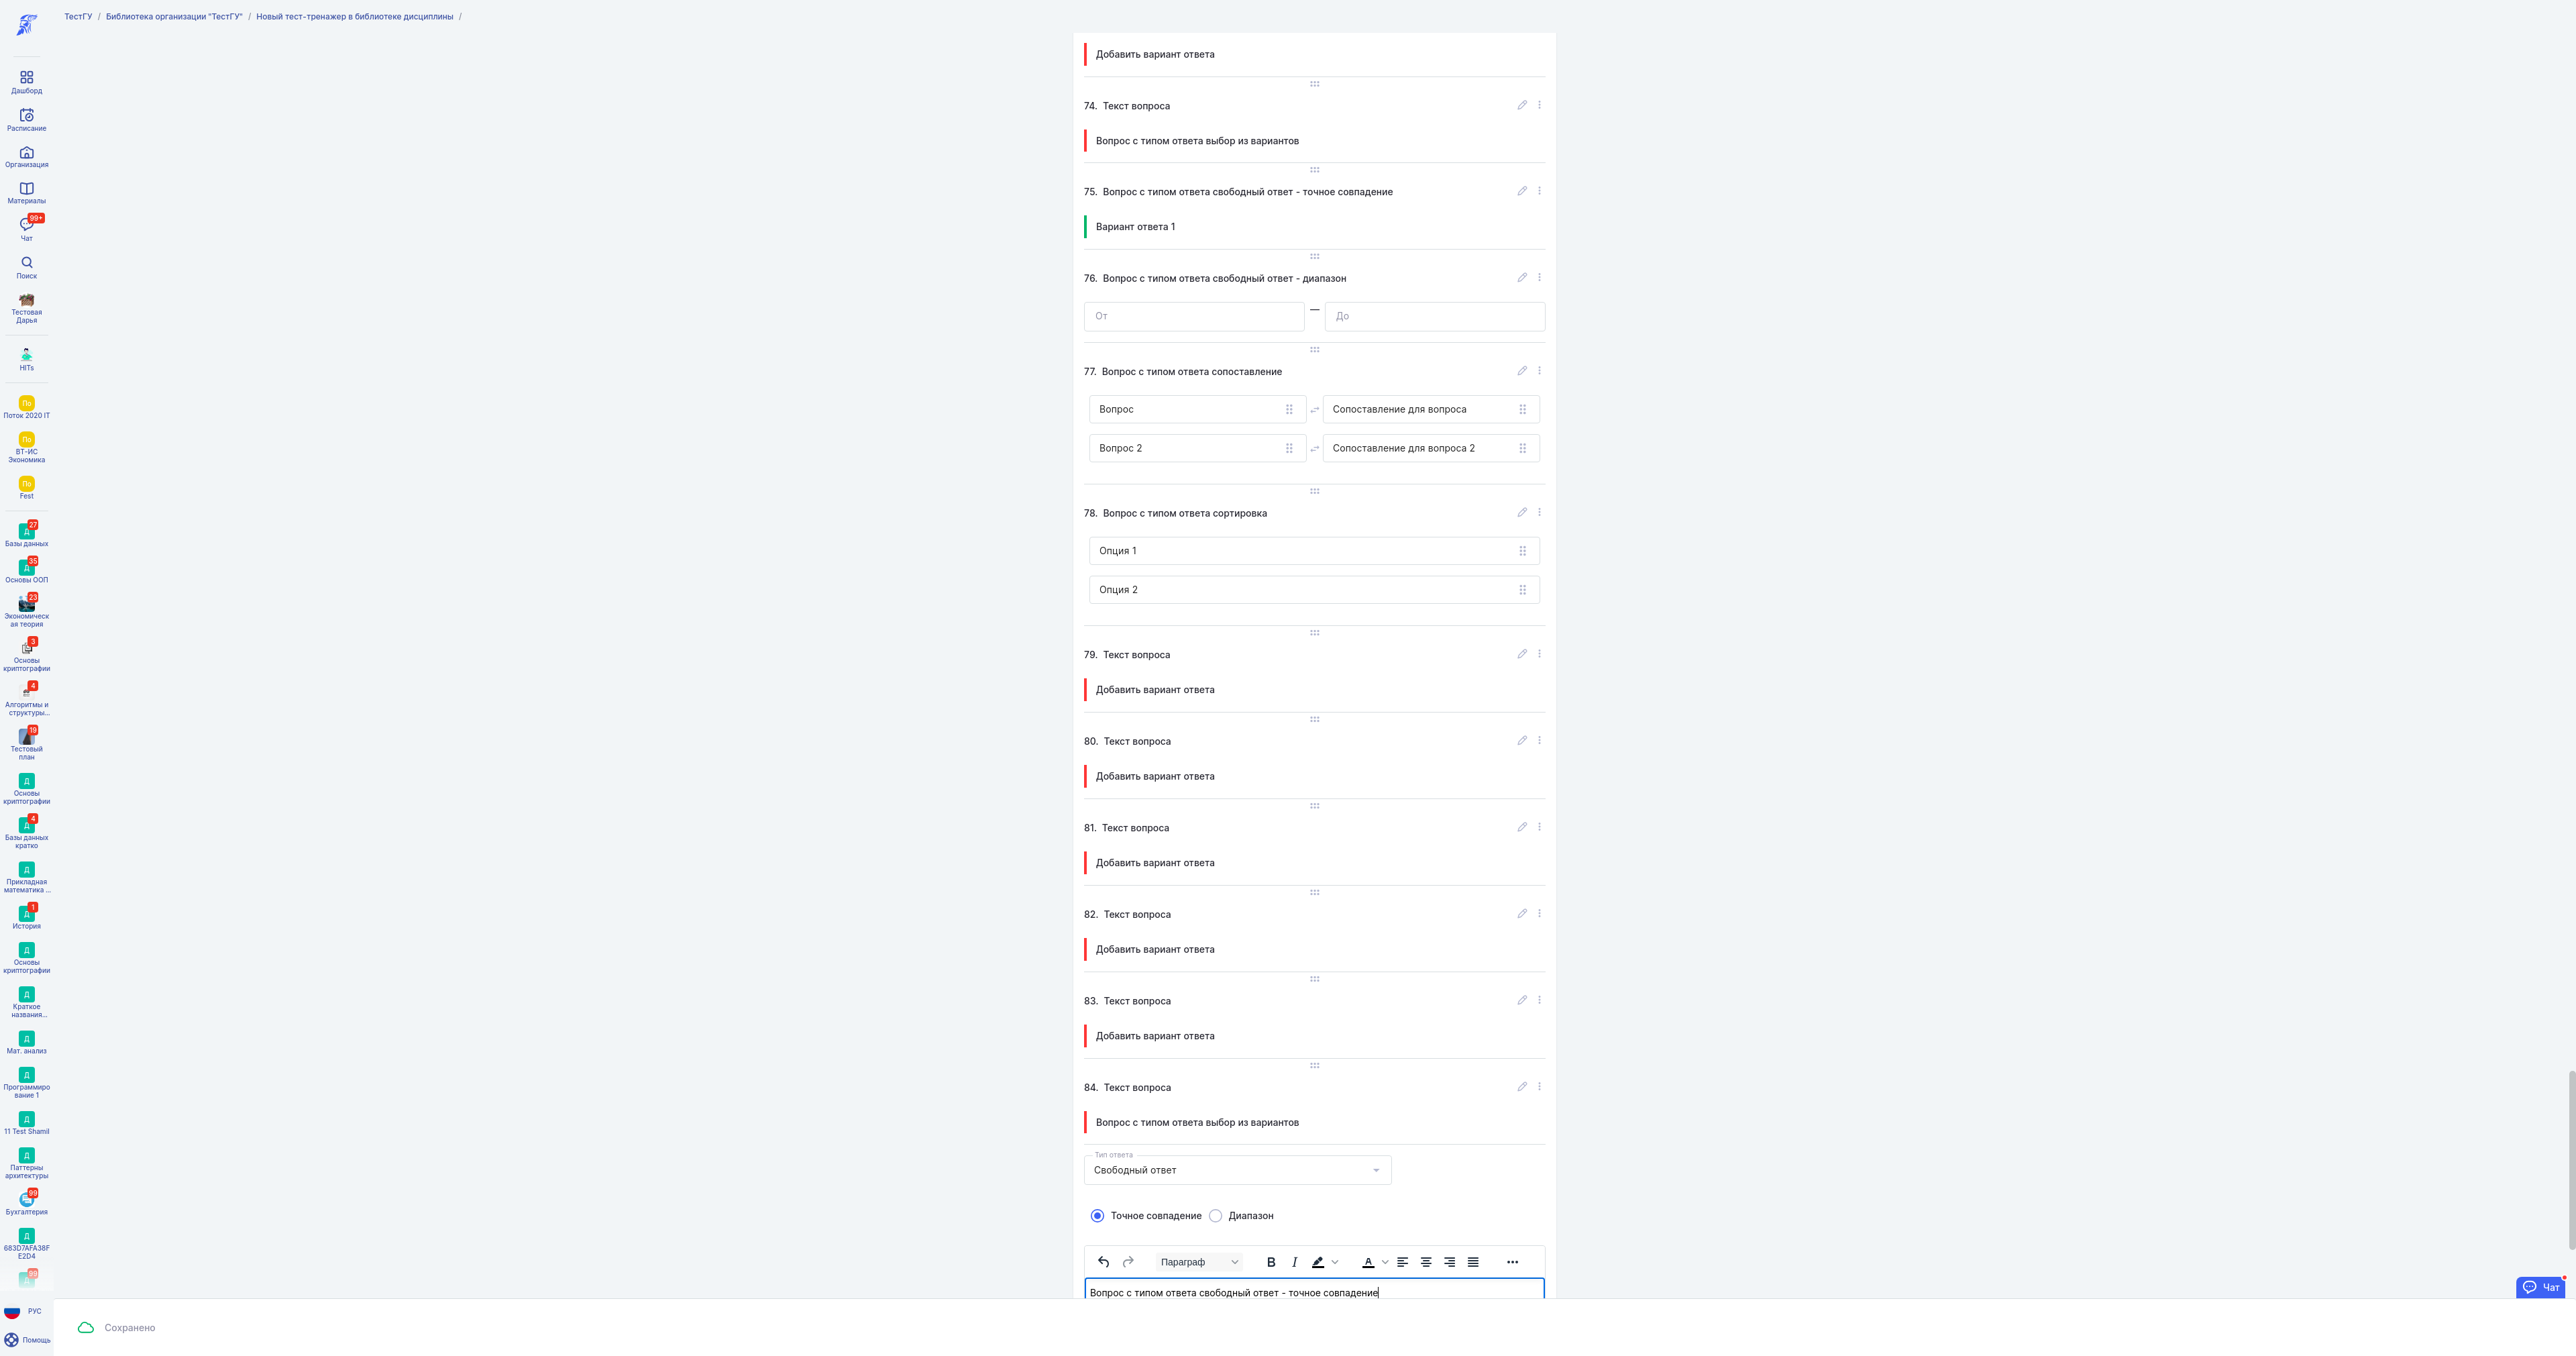 ТестГУ / Библиотека организации "ТестГУ" / Новый тест-тренажер в библиотеке дисциплины /
Дашборд
Расписание
Организация
Материалы
99+
Чат
Поиск
Тестовая
Дарья
HITs
По
Поток 2020 IT
По
ВТ-ИС
Экономика
По
Fest
27
Д
Базы данных
35
Д
Основы ООП
23
Экономическ
ая теория
3
Основы
криптографии
4
Алгоритмы и
структуры...
19
Тестовый
план
Д
Основы
криптографии
4
Д
Базы данных
кратко
Д
Прикладная
математика ...
1
Д
История
Д
Основы
криптографии
Д
Краткое
названия...
Д
Мат. анализ
Д
Программиро
вание 1
Д
11 Test Shamil
Д
Паттерны
архитектуры
99
Бухгалтерия
Д
683D7AFA38F
E2D4
99
Д
РУС
Помощь
Добавить вариант ответа
74. Текст вопроса
Вопрос с типом ответа выбор из вариантов
75. Вопрос с типом ответа свободный ответ - точное совпадение
Вариант ответа 1
76. Вопрос с типом ответа свободный ответ - диапазон
От — До
77. Вопрос с типом ответа сопоставление
Вопрос Сопоставление для вопроса
Вопрос 2 Сопоставление для вопроса 2
78. Вопрос с типом ответа сортировка
Опция 1
Опция 2
79. Текст вопроса
Добавить вариант ответа
80. Текст вопроса
Добавить вариант ответа
81. Текст вопроса
Добавить вариант ответа
82. Текст вопроса
Добавить вариант ответа
83. Текст вопроса
Добавить вариант ответа
84. Текст вопроса
Вопрос с типом ответа выбор из вариантов
Тип ответа
Свободный ответ
Точное совпадение Диапазон
Параграф B I A
Вопрос с типом ответа свободный ответ - точное совпадение
Чат
Сохранено